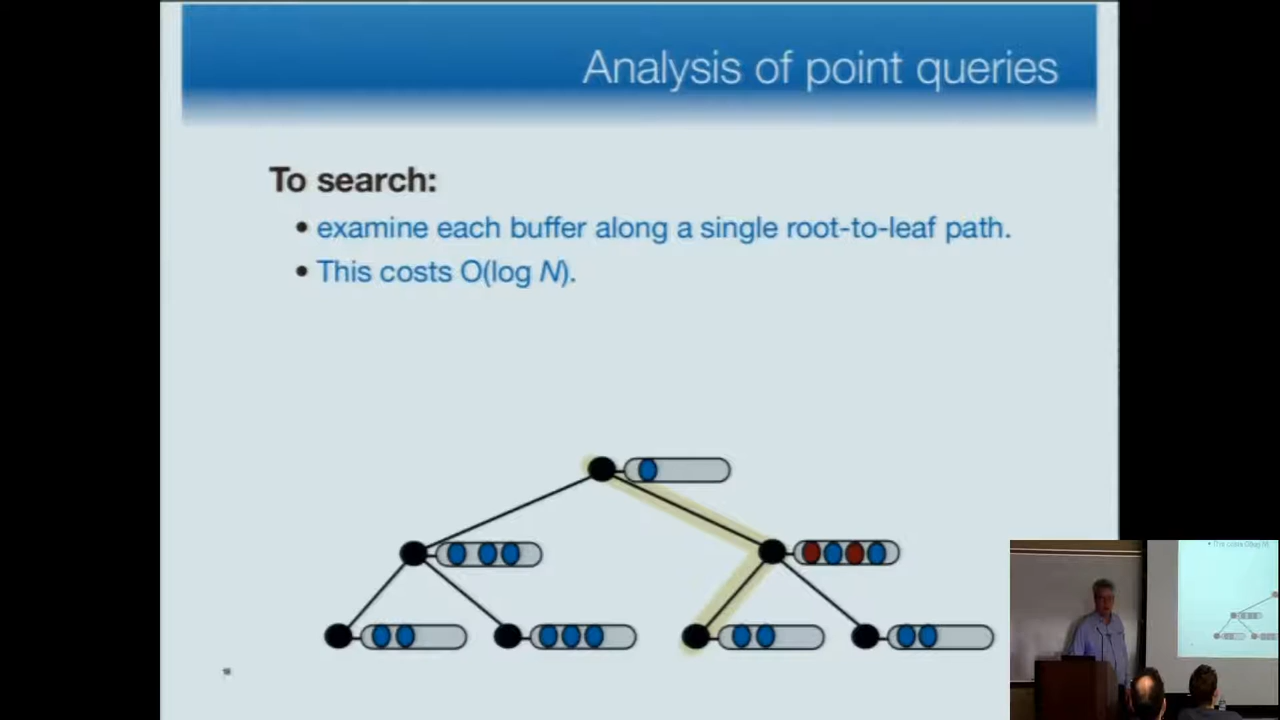 Analysis of point queries
To search:
• examine each buffer along a single root-to-leaf path.
• This costs O(log N).